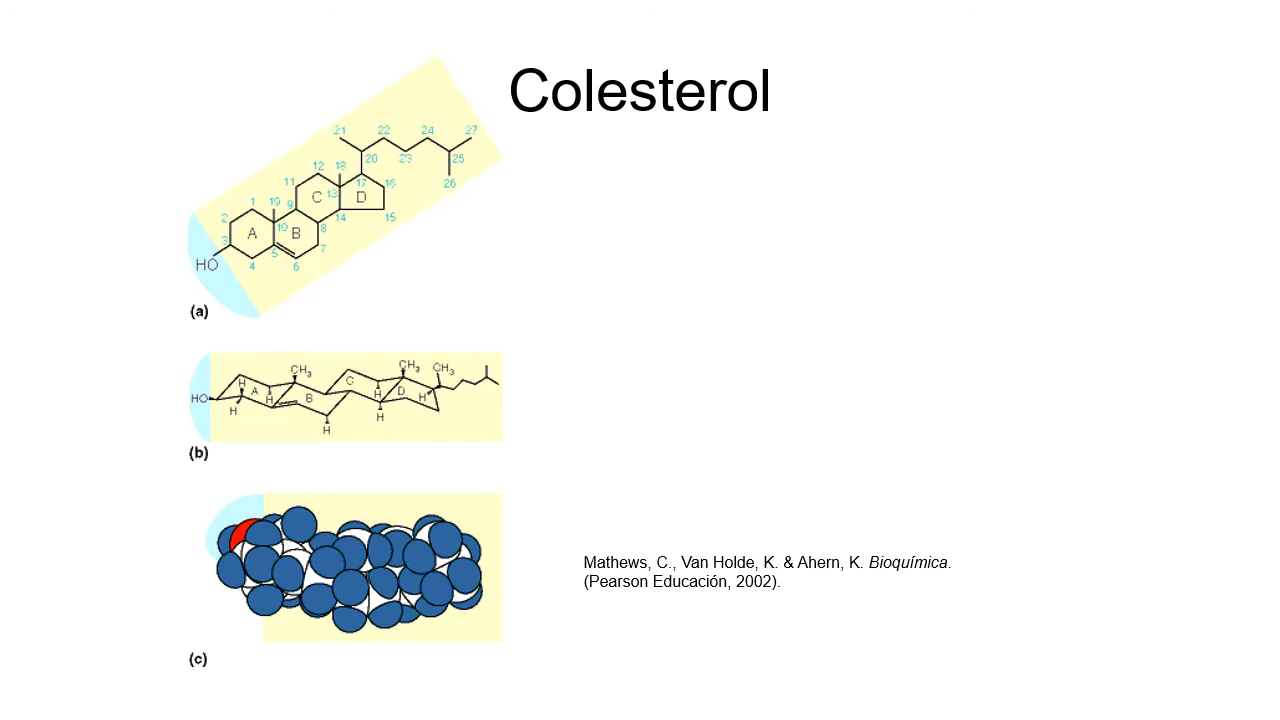 Colesterol
21 22 24 27
20 23 25
26
12 18
11 17 16
C 13 D
1 19 9
2 14 15
10 8
A B
3
5 7
HO 4 6
(a)
CH₃ CH₃ CH₃
C
H A H H D H
HO B
H H
H
(b)
(c)
Mathews, C., Van Holde, K. & Ahern, K. Bioquímica.
(Pearson Educación, 2002).